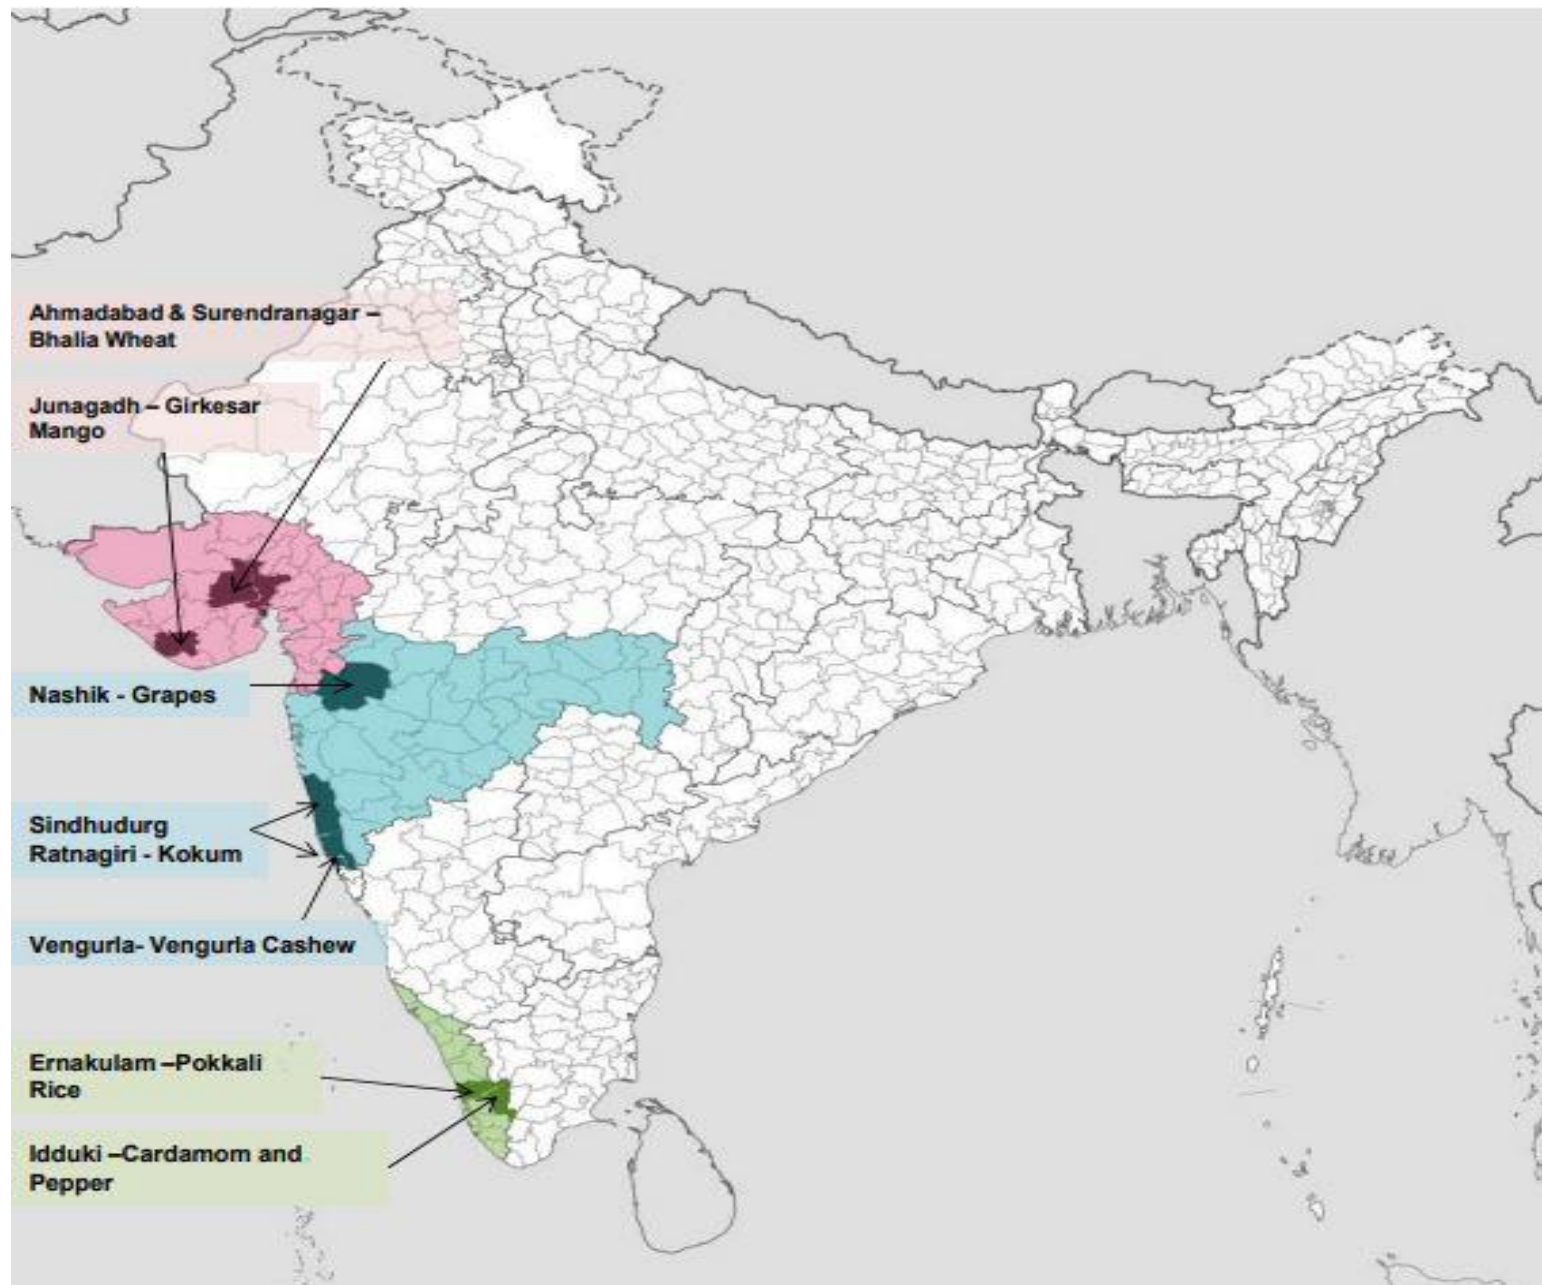 Ahmadabad & Surendranagar –
Bhalia Wheat
Junagadh – Girkesar
Mango
Nashik - Grapes
Sindhudurg
Ratnagiri - Kokum
Vengurla- Vengurla Cashew
Ernakulam –Pokkali
Rice
Idduki –Cardamom and
Pepper